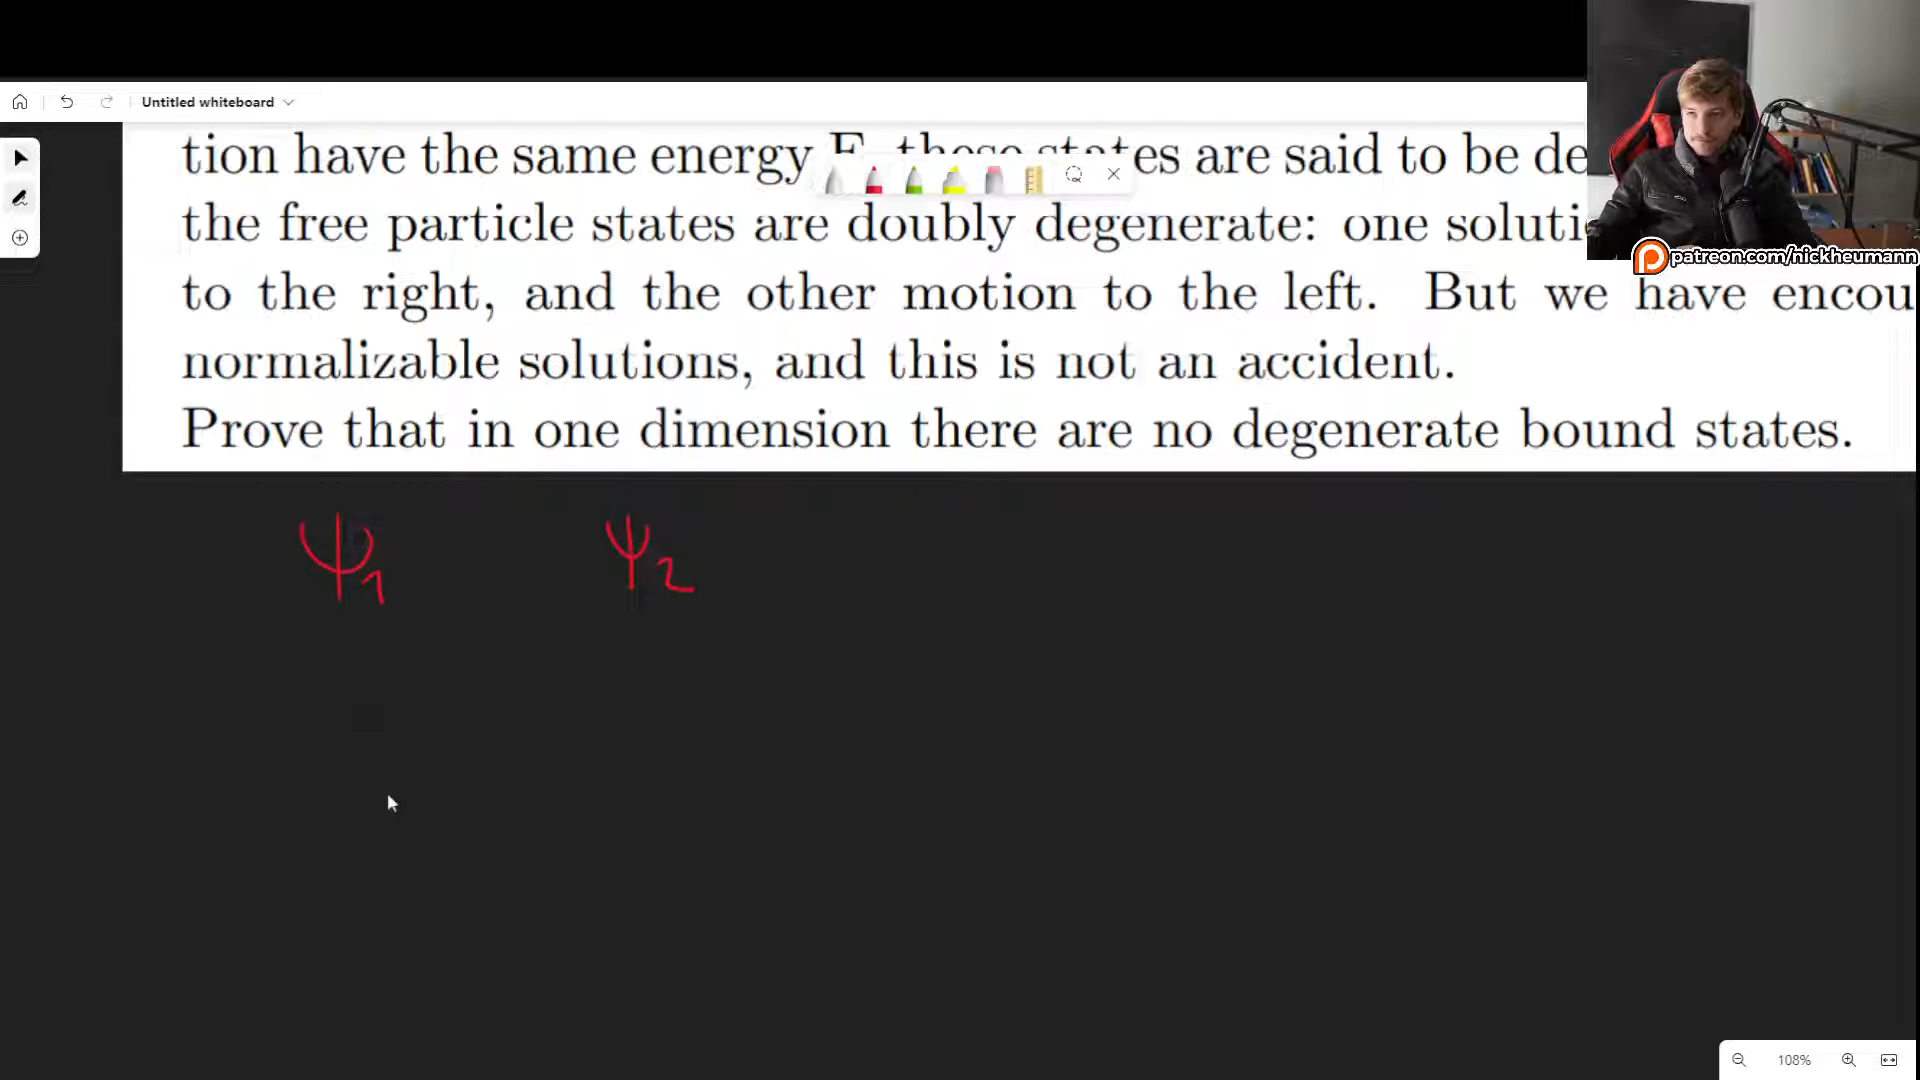 Untitled whiteboard
tion have the same energy E, these states are said to be de
the free particle states are doubly degenerate: one soluti
patreon.com/nickheumann
to the right, and the other motion to the left. But we have encou
normalizable solutions, and this is not an accident.
Prove that in one dimension there are no degenerate bound states.
ψ1 ψ2
108%